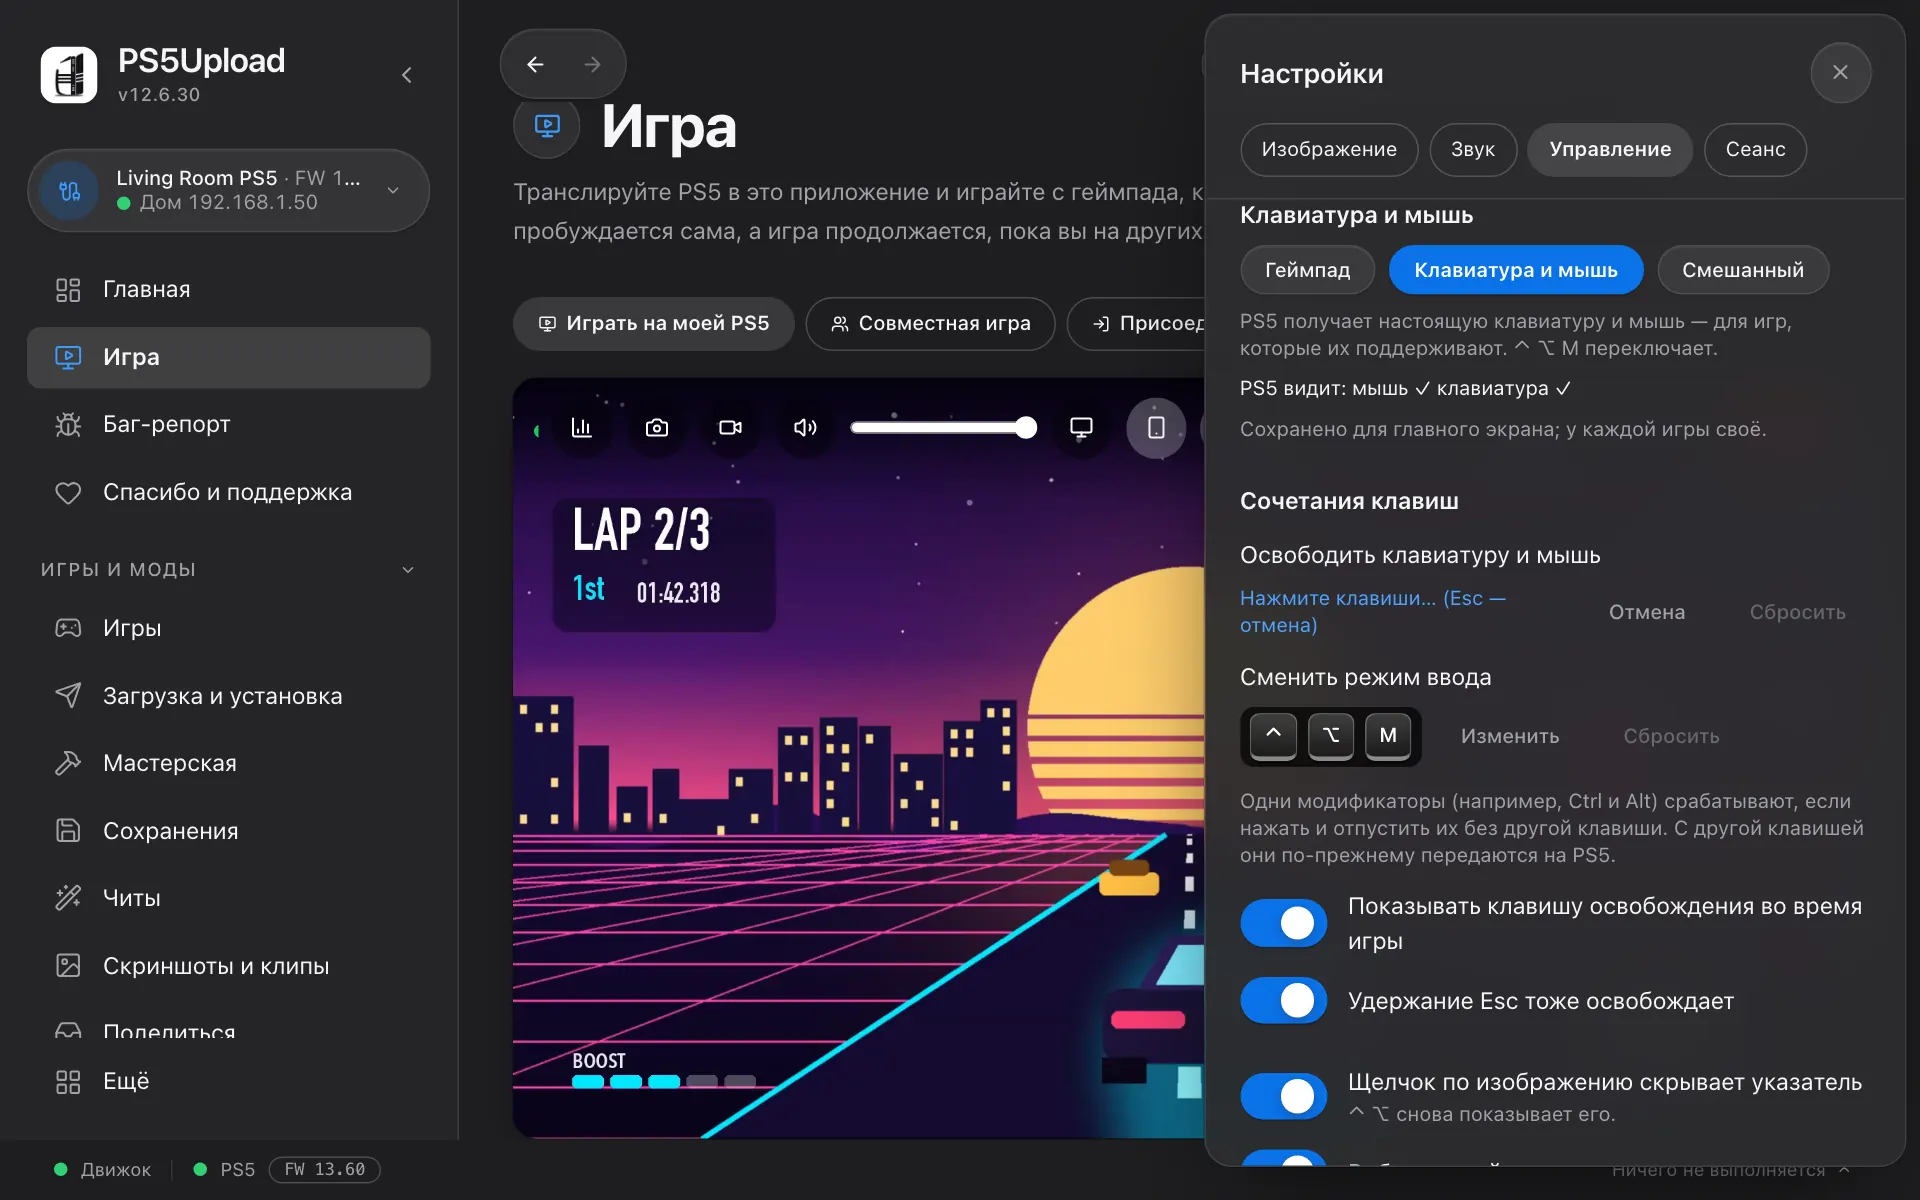 PS5Upload
v12.6.30
Living Room PS5 · FW 1...
Дом 192.168.1.50
Главная
Игра
Баг-репорт
Спасибо и поддержка
ИГРЫ И МОДЫ
Игры
Загрузка и установка
Мастерская
Сохранения
Читы
Скриншоты и клипы
Поделиться
Ещё
Движок
PS5
FW 13.60
Игра
Транслируйте PS5 в это приложение и играйте с геймпада, к
пробуждается сама, а игра продолжается, пока вы на других
Играть на моей PS5
Совместная игра
Присоед
LAP 2/3
1st 01:42.318
BOOST
Настройки
Изображение
Звук
Управление
Сеанс
Клавиатура и мышь
Геймпад
Клавиатура и мышь
Смешанный
PS5 получает настоящую клавиатуру и мышь — для игр,
которые их поддерживают. ⌃ ⌥ M переключает.
PS5 видит: мышь ✓ клавиатура ✓
Сохранено для главного экрана; у каждой игры своё.
Сочетания клавиш
Освободить клавиатуру и мышь
Нажмите клавиши... (Esc —
отмена)
Отмена
Сбросить
Сменить режим ввода
⌃ ⌥ M
Изменить
Сбросить
Одни модификаторы (например, Ctrl и Alt) срабатывают, если
нажать и отпустить их без другой клавиши. С другой клавишей
они по-прежнему передаются на PS5.
Показывать клавишу освобождения во время
игры
Удержание Esc тоже освобождает
Щелчок по изображению скрывает указатель
⌃ ⌥ снова показывает его.
Ничего не выполняется